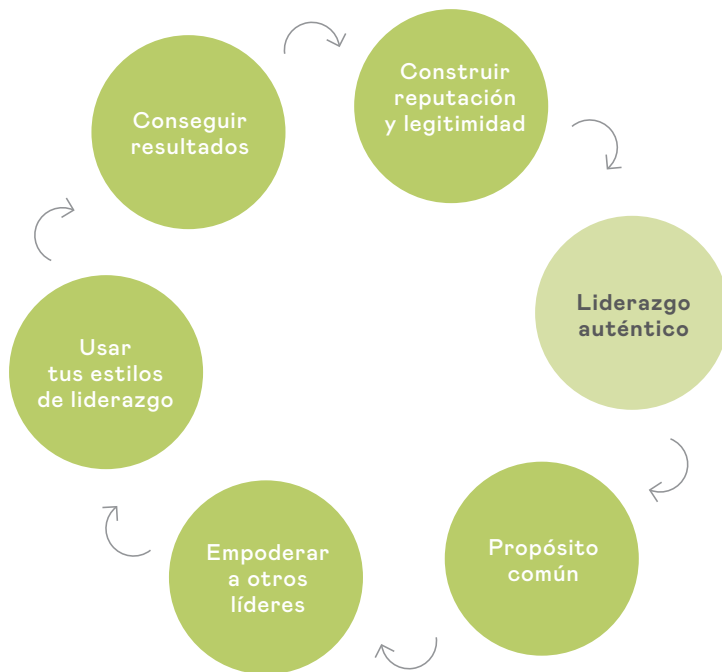 Construir
reputación
y legitimidad
Conseguir
resultados
Liderazgo
auténtico
Usar
tus estilos
de liderazgo
Propósito
común
Empoderar
a otros
líderes